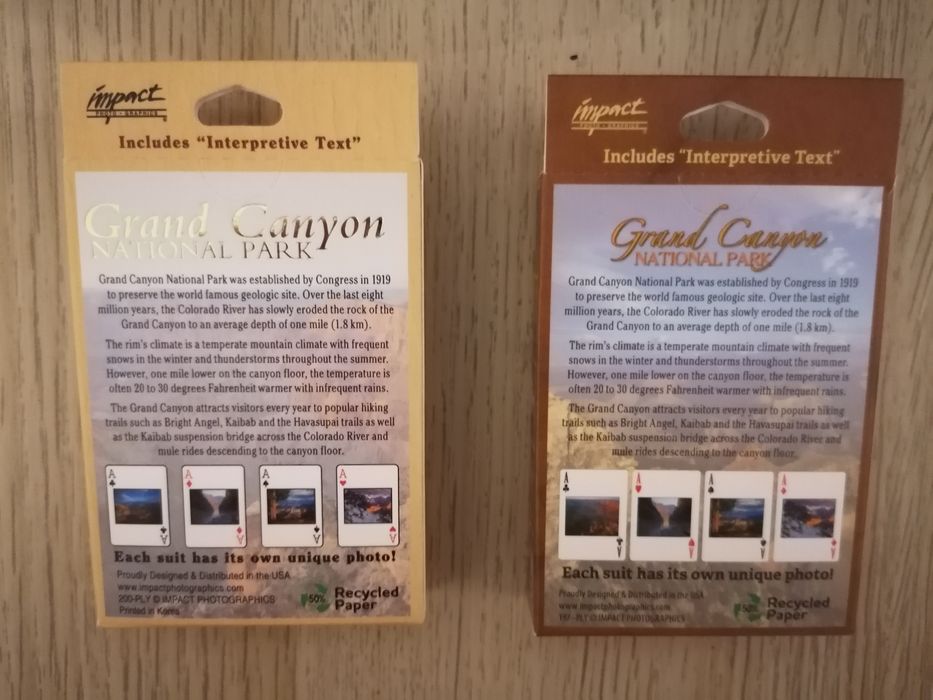 impact
PHOTO • GRAPHICS
Includes “Interpretive Text”
Grand Canyon
NATIONAL PARK
Grand Canyon National Park was established by Congress in 1919
to preserve the world famous geologic site. Over the last eight
million years, the Colorado River has slowly eroded the rock of the
Grand Canyon to an average depth of one mile (1.8 km).
The rim's climate is a temperate mountain climate with frequent
snows in the winter and thunderstorms throughout the summer.
However, one mile lower on the canyon floor, the temperature is
often 20 to 30 degrees Fahrenheit warmer with infrequent rains.
The Grand Canyon attracts visitors every year to popular hiking
trails such as Bright Angel, Kaibab and the Havasupai trails as well
as the Kaibab suspension bridge across the Colorado River and
mule rides descending to the canyon floor.
A A A A
A A A A
Each suit has its own unique photo!
Proudly Designed & Distributed in the USA
www.impactphotographics.com
200-PLY © IMPACT PHOTOGRAPHICS
Printed in Korea
50%
Recycled
Paper
impact
PHOTO • GRAPHICS
Includes “Interpretive Text”
Grand Canyon
NATIONAL PARK
Grand Canyon National Park was established by Congress in 1919
to preserve the world famous geologic site. Over the last eight
million years, the Colorado River has slowly eroded the rock of the
Grand Canyon to an average depth of one mile (1.8 km).
The rim's climate is a temperate mountain climate with frequent
snows in the winter and thunderstorms throughout the summer.
However, one mile lower on the canyon floor, the temperature is
often 20 to 30 degrees Fahrenheit warmer with infrequent rains.
The Grand Canyon attracts visitors every year to popular hiking
trails such as Bright Angel, Kaibab and the Havasupai trails as well
as the Kaibab suspension bridge across the Colorado River and
mule rides descending to the canyon floor.
A A A A
A A A A
Each suit has its own unique photo!
Proudly Designed & Distributed in the USA
www.impactphotographics.com
197-PLY © IMPACT PHOTOGRAPHICS
50%
Recycled
Paper